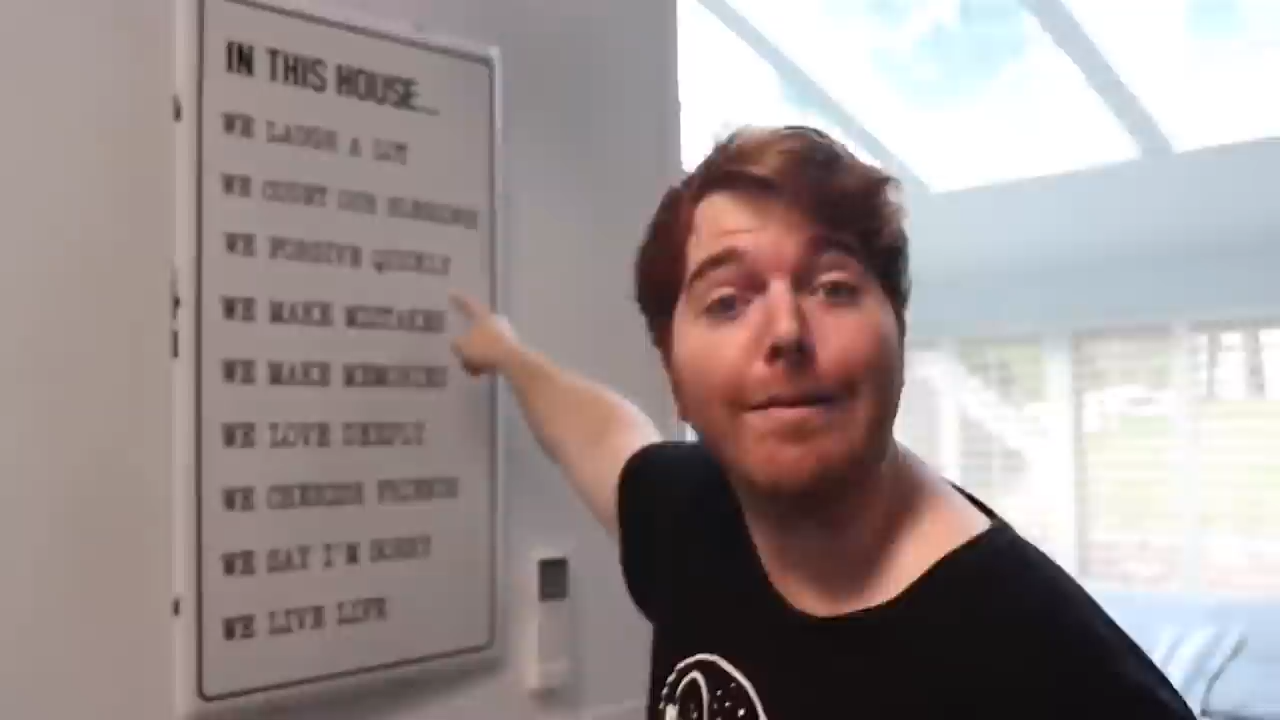 IN THIS HOUSE...
WE LAUGH A LOT
WE COUNT OUR BLESSINGS
WE FORGIVE QUICKLY
WE MAKE MISTAKES
WE MAKE MEMORIES
WE LOVE DEEPLY
WE CHERISH FRIENDS
WE SAY I'M SORRY
WE LIVE LIFE